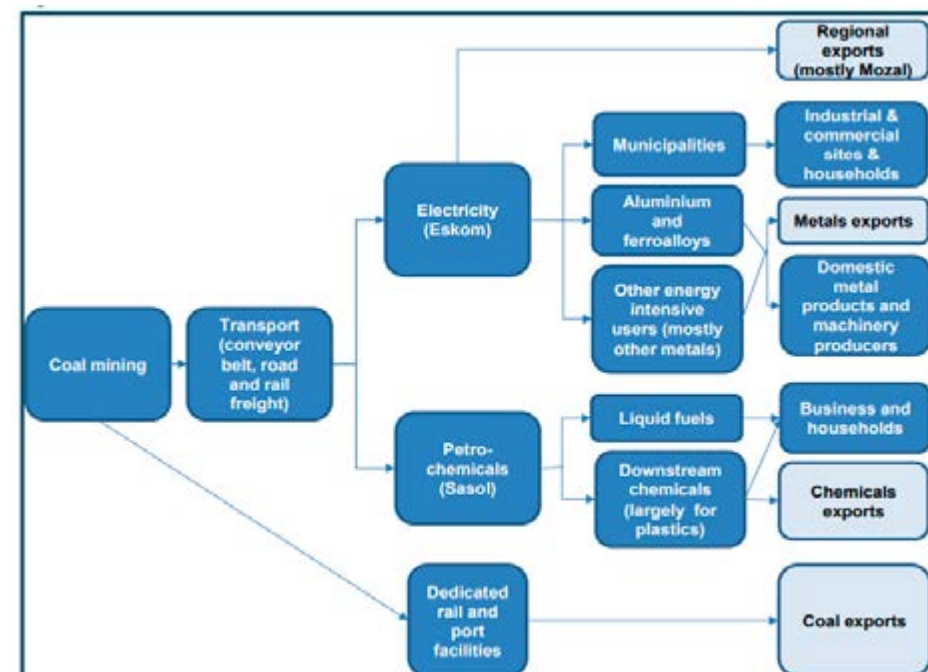 Regional
exports
(mostly Mozal)
Municipalities
Industrial &
commercial
sites &
households
Electricity
(Eskom)
Aluminium
and
ferroalloys
Metals exports
Other energy
intensive
users (mostly
other metals)
Domestic
metal
products and
machinery
producers
Coal mining
Transport
(conveyor
belt, road
and rail
freight)
Liquid fuels
Business and
households
Petro-
chemicals
(Sasol)
Downstream
chemicals
(largely for
plastics)
Chemicals
exports
Dedicated
rail and
port
facilities
Coal exports